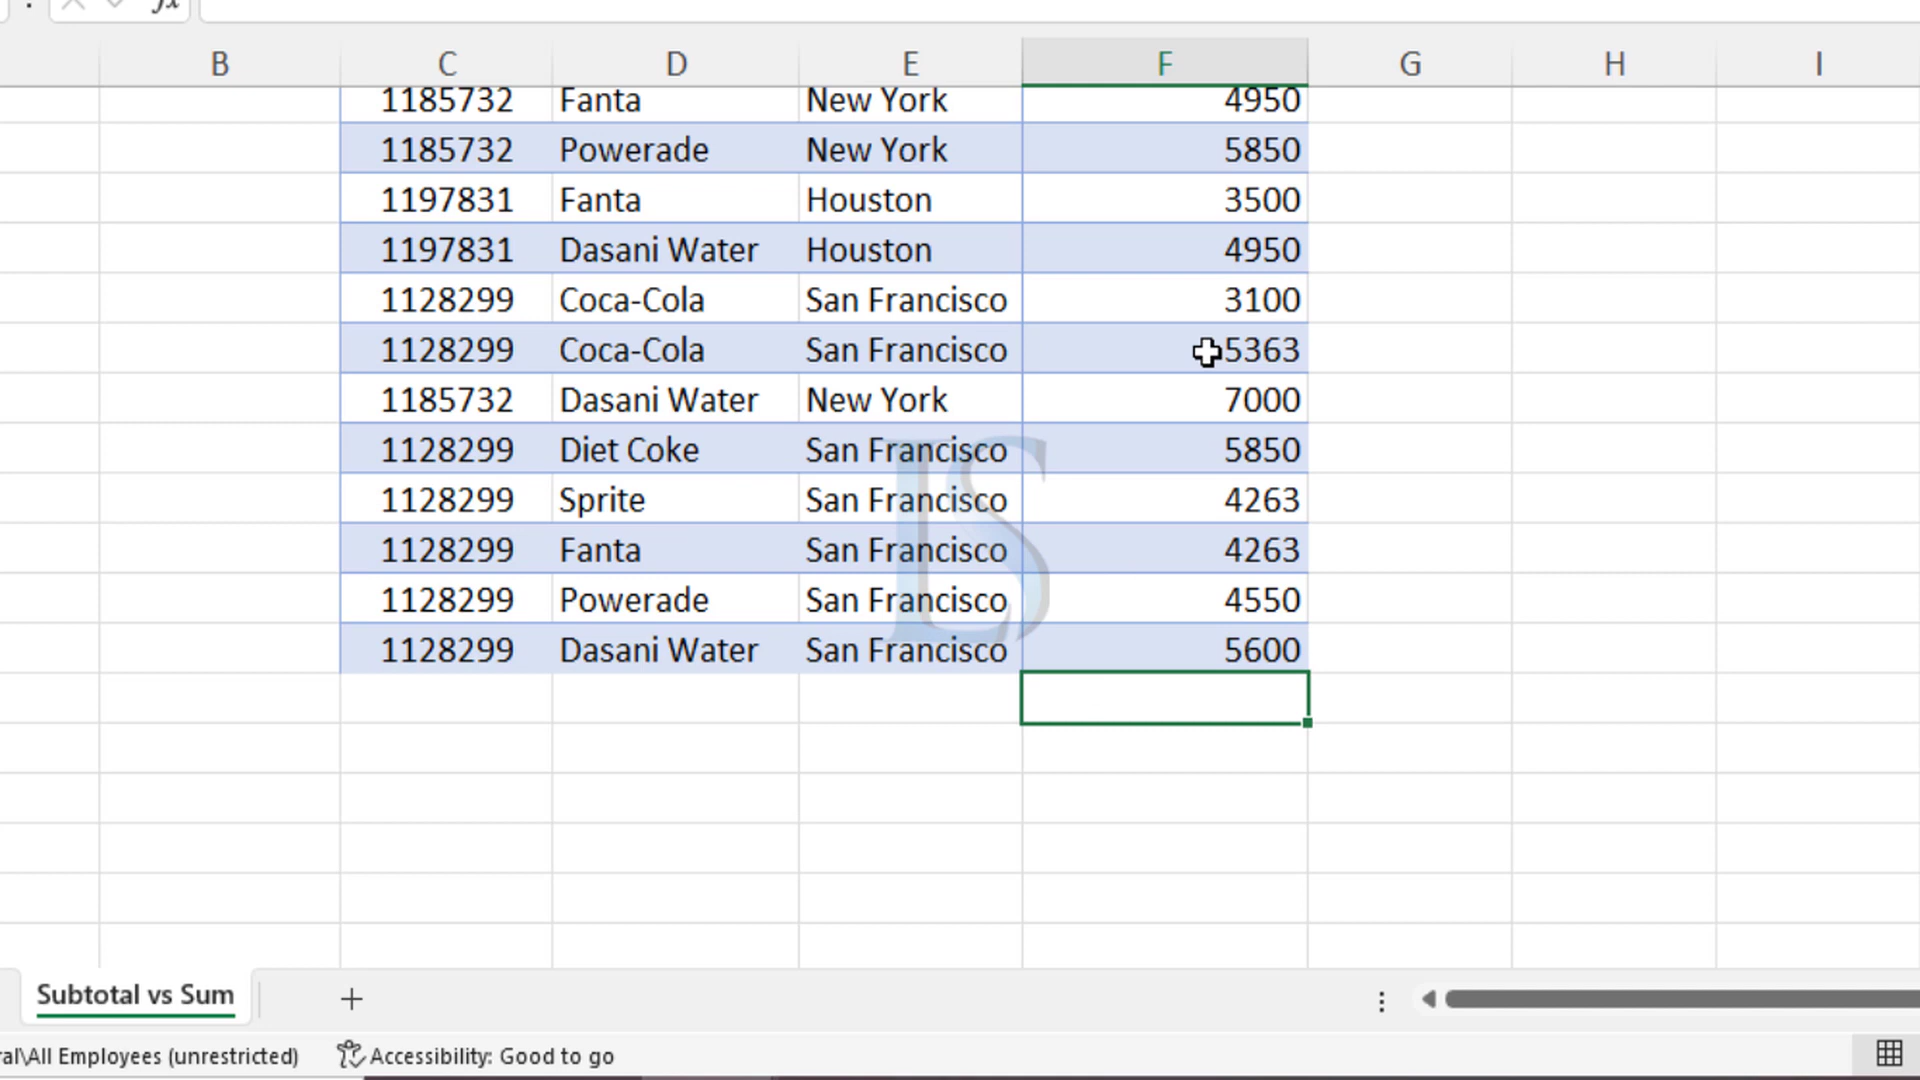 fx
B C D E F G H I
1185732 Fanta New York 4950
1185732 Powerade New York 5850
1197831 Fanta Houston 3500
1197831 Dasani Water Houston 4950
1128299 Coca-Cola San Francisco 3100
1128299 Coca-Cola San Francisco 5363
1185732 Dasani Water New York 7000
1128299 Diet Coke San Francisco 5850
1128299 Sprite San Francisco 4263
1128299 Fanta San Francisco 4263
1128299 Powerade San Francisco 4550
1128299 Dasani Water San Francisco 5600
LS
Subtotal vs Sum +
ral\All Employees (unrestricted) Accessibility: Good to go